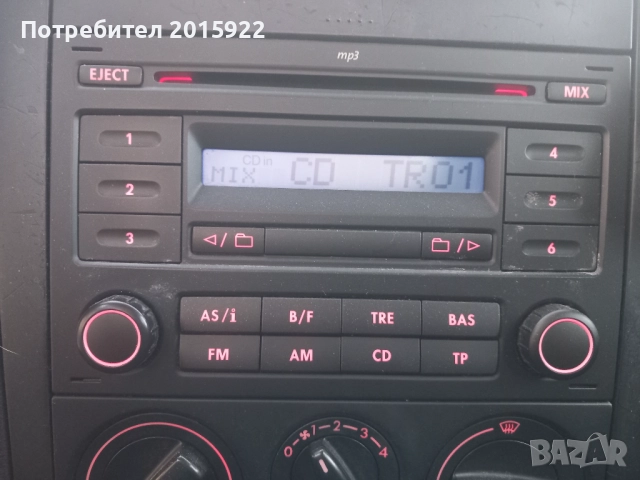 Потребител 2015922
mp3
EJECT
MIX
1
2
3
CD in
MIX CD TR01
4
5
6
AS/i B/F TRE BAS
FM AM CD TP
0 1 2 3 4
BAZAR